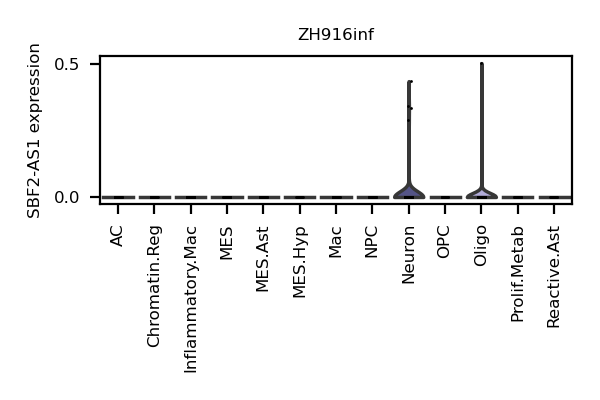 ZH916inf
SBF2-AS1 expression
0.5
0.0
AC
Chromatin.Reg
Inflammatory.Mac
MES
MES.Ast
MES.Hyp
Mac
NPC
Neuron
OPC
Oligo
Prolif.Metab
Reactive.Ast